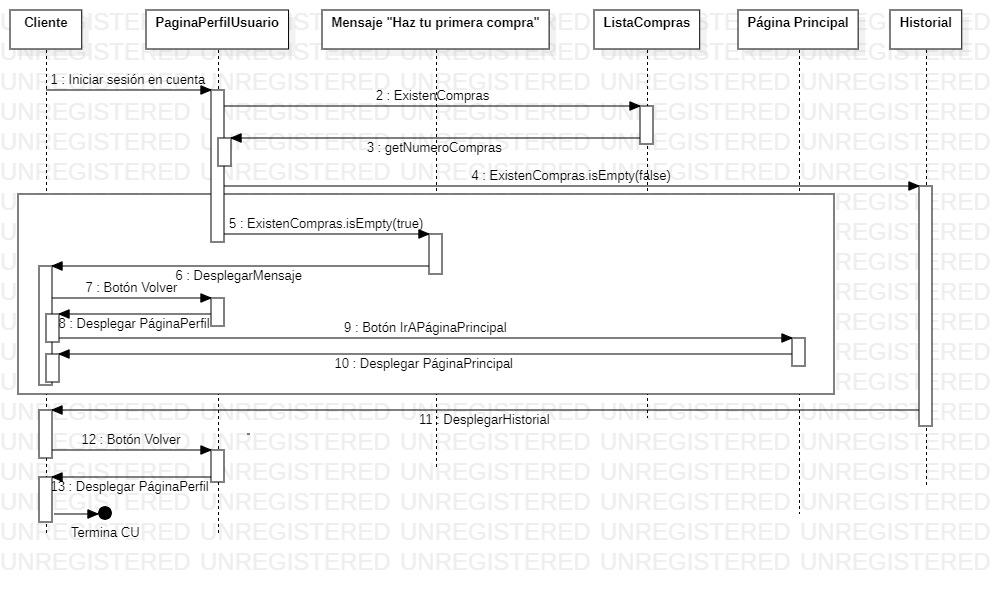 Cliente
PaginaPerfilUsuario
Mensaje "Haz tu primera compra"
ListaCompras
Página Principal
Historial
1 : Iniciar sesión en cuenta
2 : ExistenCompras
3 : getNumeroCompras
4 : ExistenCompras.isEmpty(false)
5 : ExistenCompras.isEmpty(true)
6 : DesplegarMensaje
7 : Botón Volver
8 : Desplegar PáginaPerfil
9 : Botón IrAPáginaPrincipal
10 : Desplegar PáginaPrincipal
11 : DesplegarHistorial
12 : Botón Volver
"
13 : Desplegar PáginaPerfil
Termina CU
UNREGISTERED